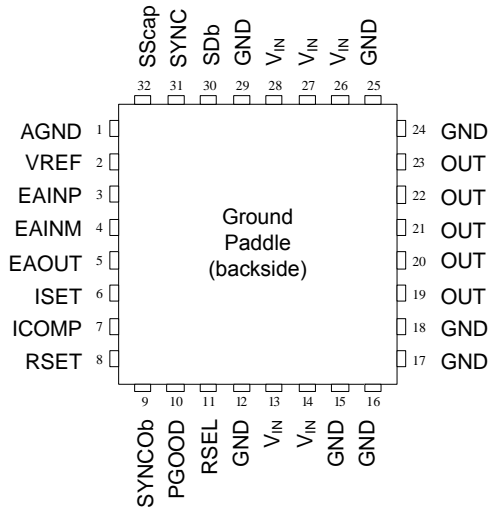 SScap SYNC SDb GND VIN VIN VIN GND
32 31 30 29 28 27 26 25
AGND 1
VREF 2
EAINP 3
EAINM 4
EAOUT 5
ISET 6
ICOMP 7
RSET 8
Ground
Paddle
(backside)
24 GND
23 OUT
22 OUT
21 OUT
20 OUT
19 OUT
18 GND
17 GND
9 10 11 12 13 14 15 16
SYNCOb PGOOD RSEL GND VIN VIN GND GND